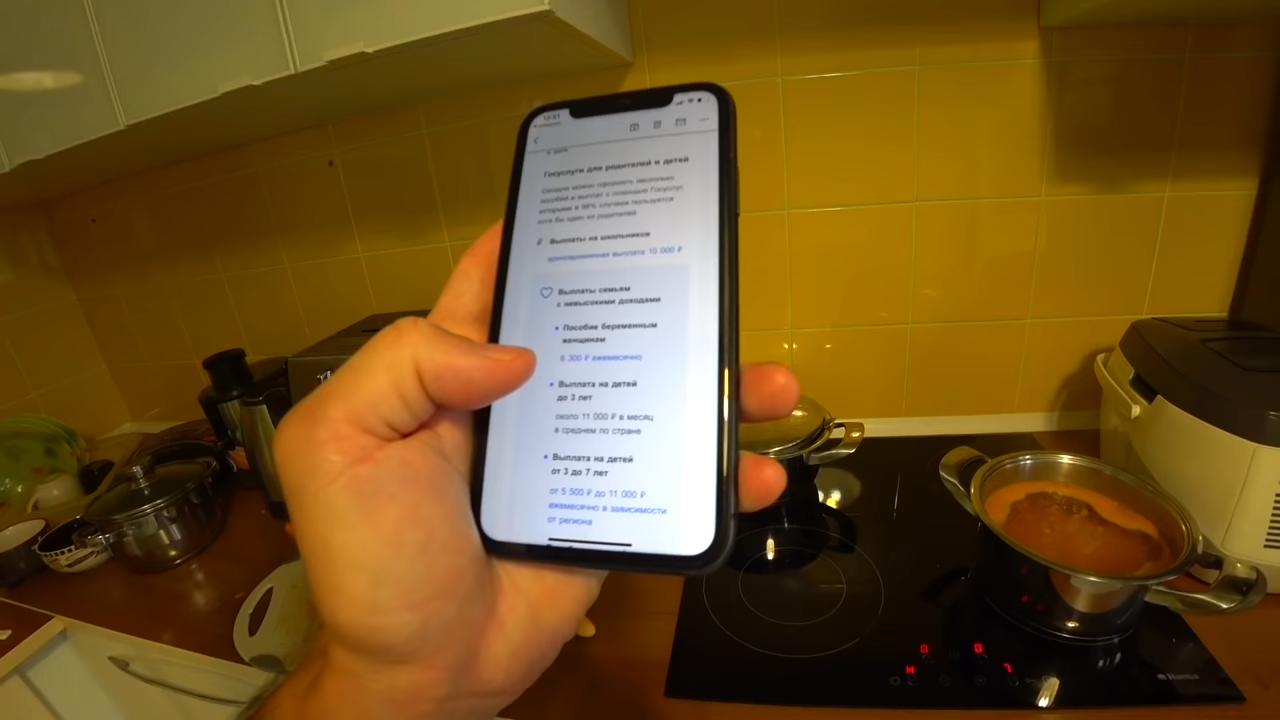 Госуслуги для родителей и детей
Сегодня можно оформить несколько
пособий и выплат с помощью Госуслуг,
которыми в 98% случаев пользуется
хотя бы один из родителей
₽ Выплаты на школьников
единовременная выплата 10 000 ₽
Выплаты семьям
с невысокими доходами
• Пособие беременным
женщинам
6 300 ₽ ежемесячно
• Выплата на детей
до 3 лет
около 11 000 ₽ в месяц
в среднем по стране
• Выплата на детей
от 3 до 7 лет
от 5 500 ₽ до 11 000 ₽
ежемесячно в зависимости
от региона
Hansa